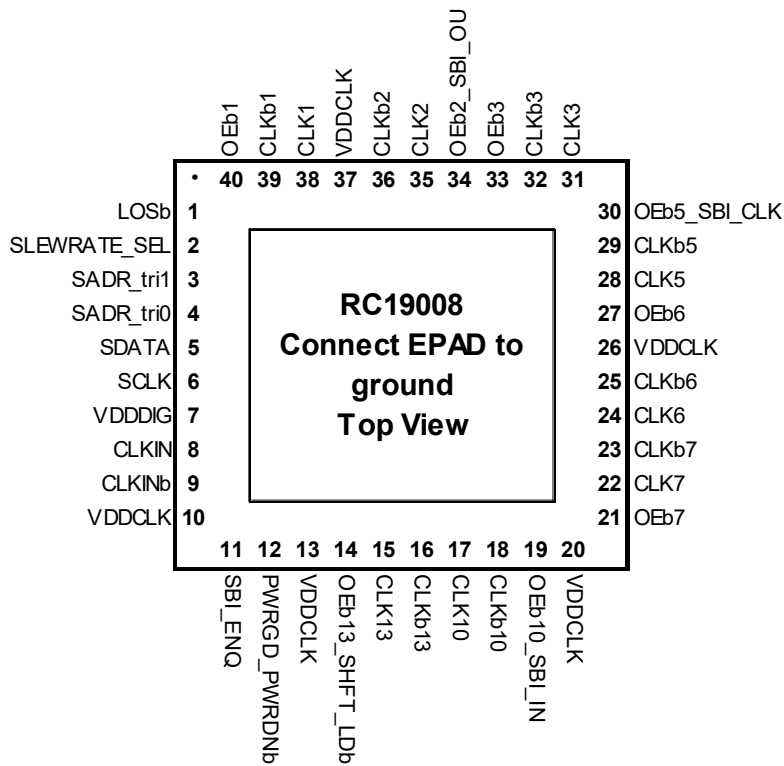 OEb1
CLKb1
CLK1
VDDCLK
CLKb2
CLK2
OEb2_SBI_OU
OEb3
CLKb3
CLK3
40 39 38 37 36 35 34 33 32 31
LOSb 1
SLEWRATE_SEL 2
SADR_tri1 3
SADR_tri0 4
SDATA 5
SCLK 6
VDDDIG 7
CLKIN 8
CLKINb 9
VDDCLK 10
RC19008
Connect EPAD to
ground
Top View
30 OEb5_SBI_CLK
29 CLKb5
28 CLK5
27 OEb6
26 VDDCLK
25 CLKb6
24 CLK6
23 CLKb7
22 CLK7
21 OEb7
11 12 13 14 15 16 17 18 19 20
SBI_ENQ
PWRGD_PWRDNb
VDDCLK
OEb13_SHFT_LDb
CLK13
CLKb13
CLK10
CLKb10
OEb10_SBI_IN
VDDCLK